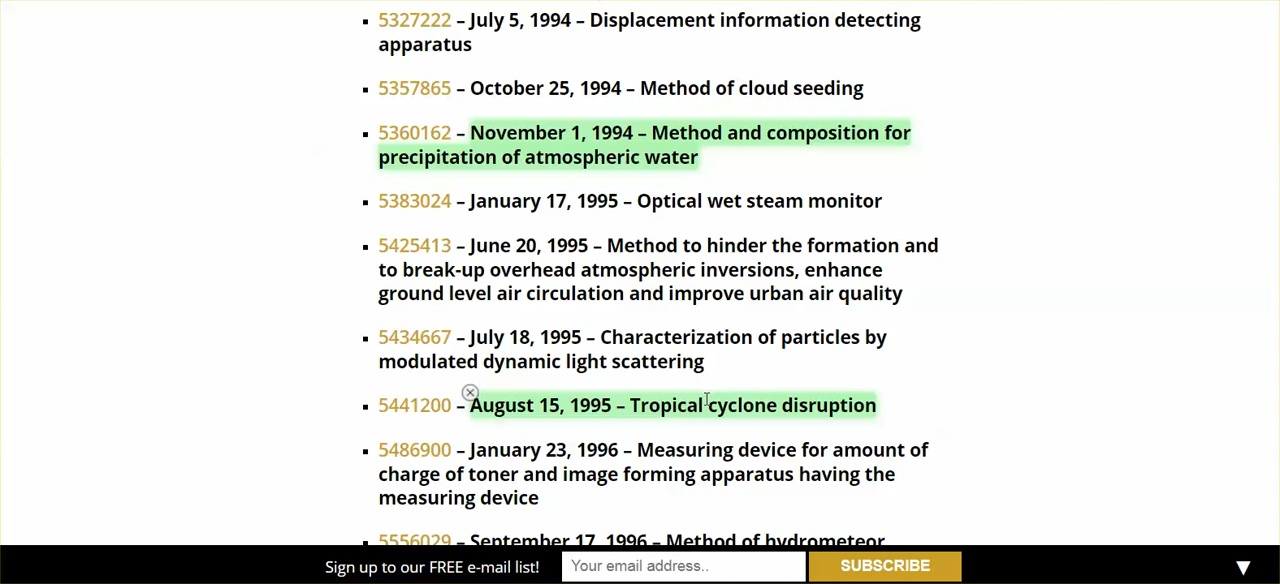 5327222 – July 5, 1994 – Displacement information detecting
apparatus
5357865 – October 25, 1994 – Method of cloud seeding
5360162 – November 1, 1994 – Method and composition for
precipitation of atmospheric water
5383024 – January 17, 1995 – Optical wet steam monitor
5425413 – June 20, 1995 – Method to hinder the formation and
to break-up overhead atmospheric inversions, enhance
ground level air circulation and improve urban air quality
5434667 – July 18, 1995 – Characterization of particles by
modulated dynamic light scattering
5441200 – August 15, 1995 – Tropical cyclone disruption
5486900 – January 23, 1996 – Measuring device for amount of
charge of toner and image forming apparatus having the
measuring device
5556029 – September 17, 1996 – Method of hydrometeor
Sign up to our FREE e-mail list! Your email address.. SUBSCRIBE